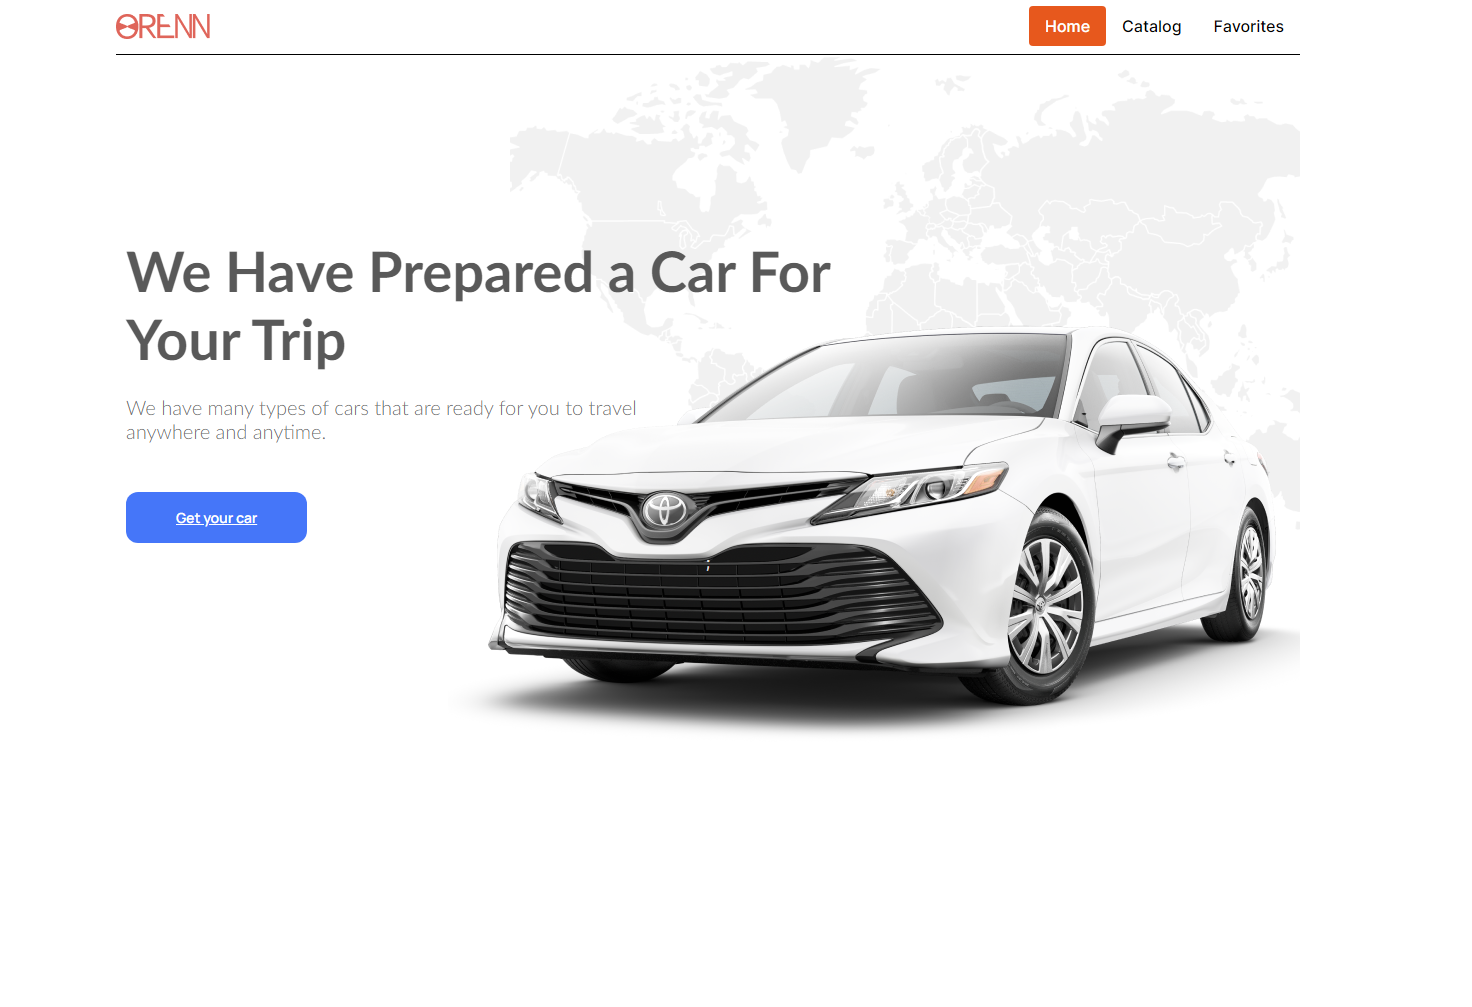 ORENN
Home Catalog Favorites
We Have Prepared a Car For
Your Trip
We have many types of cars that are ready for you to travel
anywhere and anytime.
Get your car